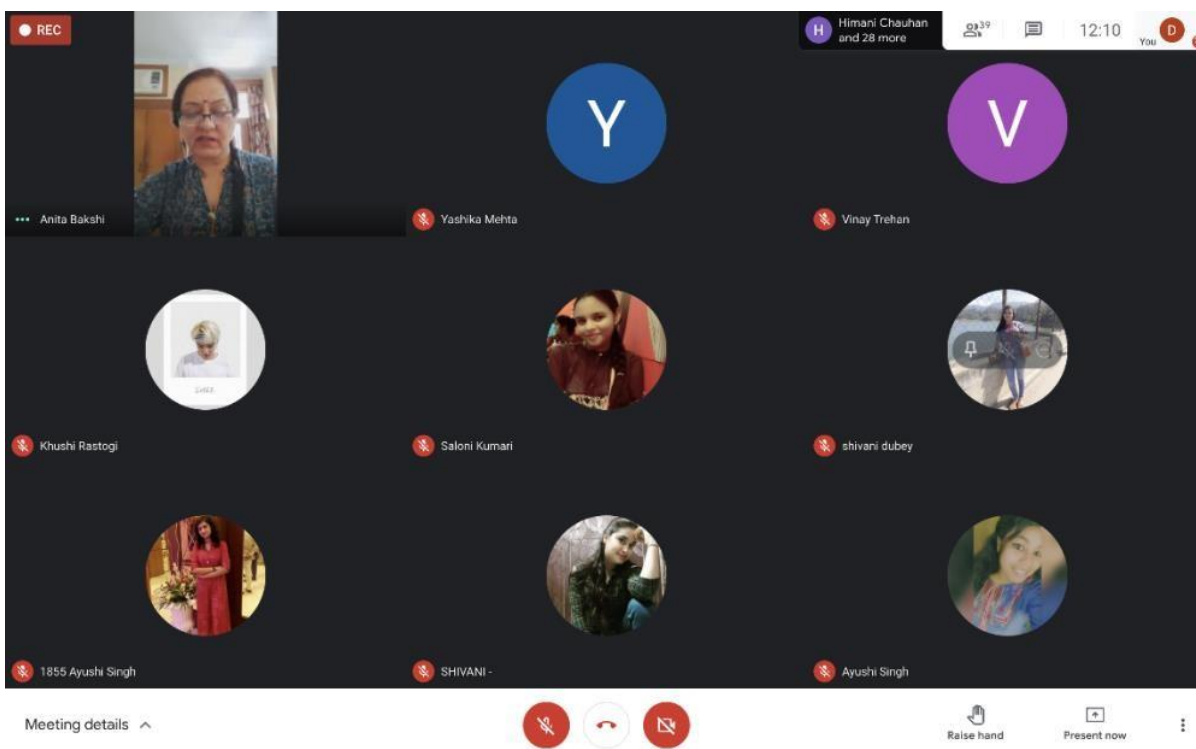 REC
H
Himani Chauhan
and 28 more
39
12:10
You
D
Anita Bakshi
Y
Yashika Mehta
V
Vinay Trehan
Khushi Rastogi
Saloni Kumari
shivani dubey
1855 Ayushi Singh
SHIVANI -
Ayushi Singh
Meeting details
Raise hand
Present now